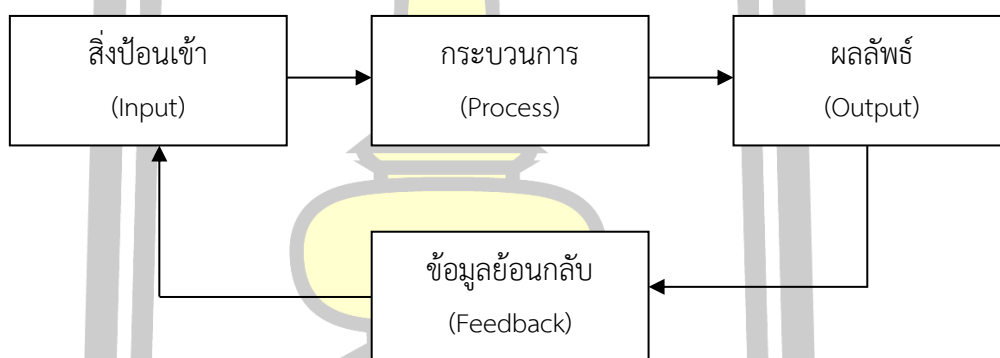 สิ่งป้อนเข้า
(Input)
กระบวนการ
(Process)
ผลลัพธ์
(Output)
ข้อมูลย้อนกลับ
(Feedback)